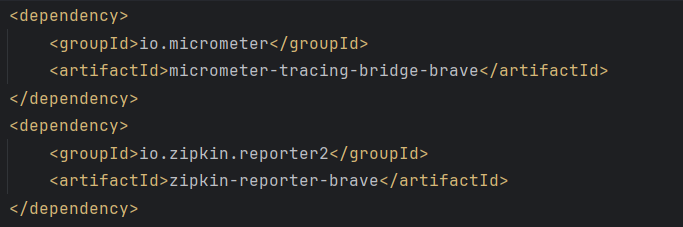 <dependency>
    <groupId>io.micrometer</groupId>
    <artifactId>micrometer-tracing-bridge-brave</artifactId>
</dependency>
<dependency>
    <groupId>io.zipkin.reporter2</groupId>
    <artifactId>zipkin-reporter-brave</artifactId>
</dependency>